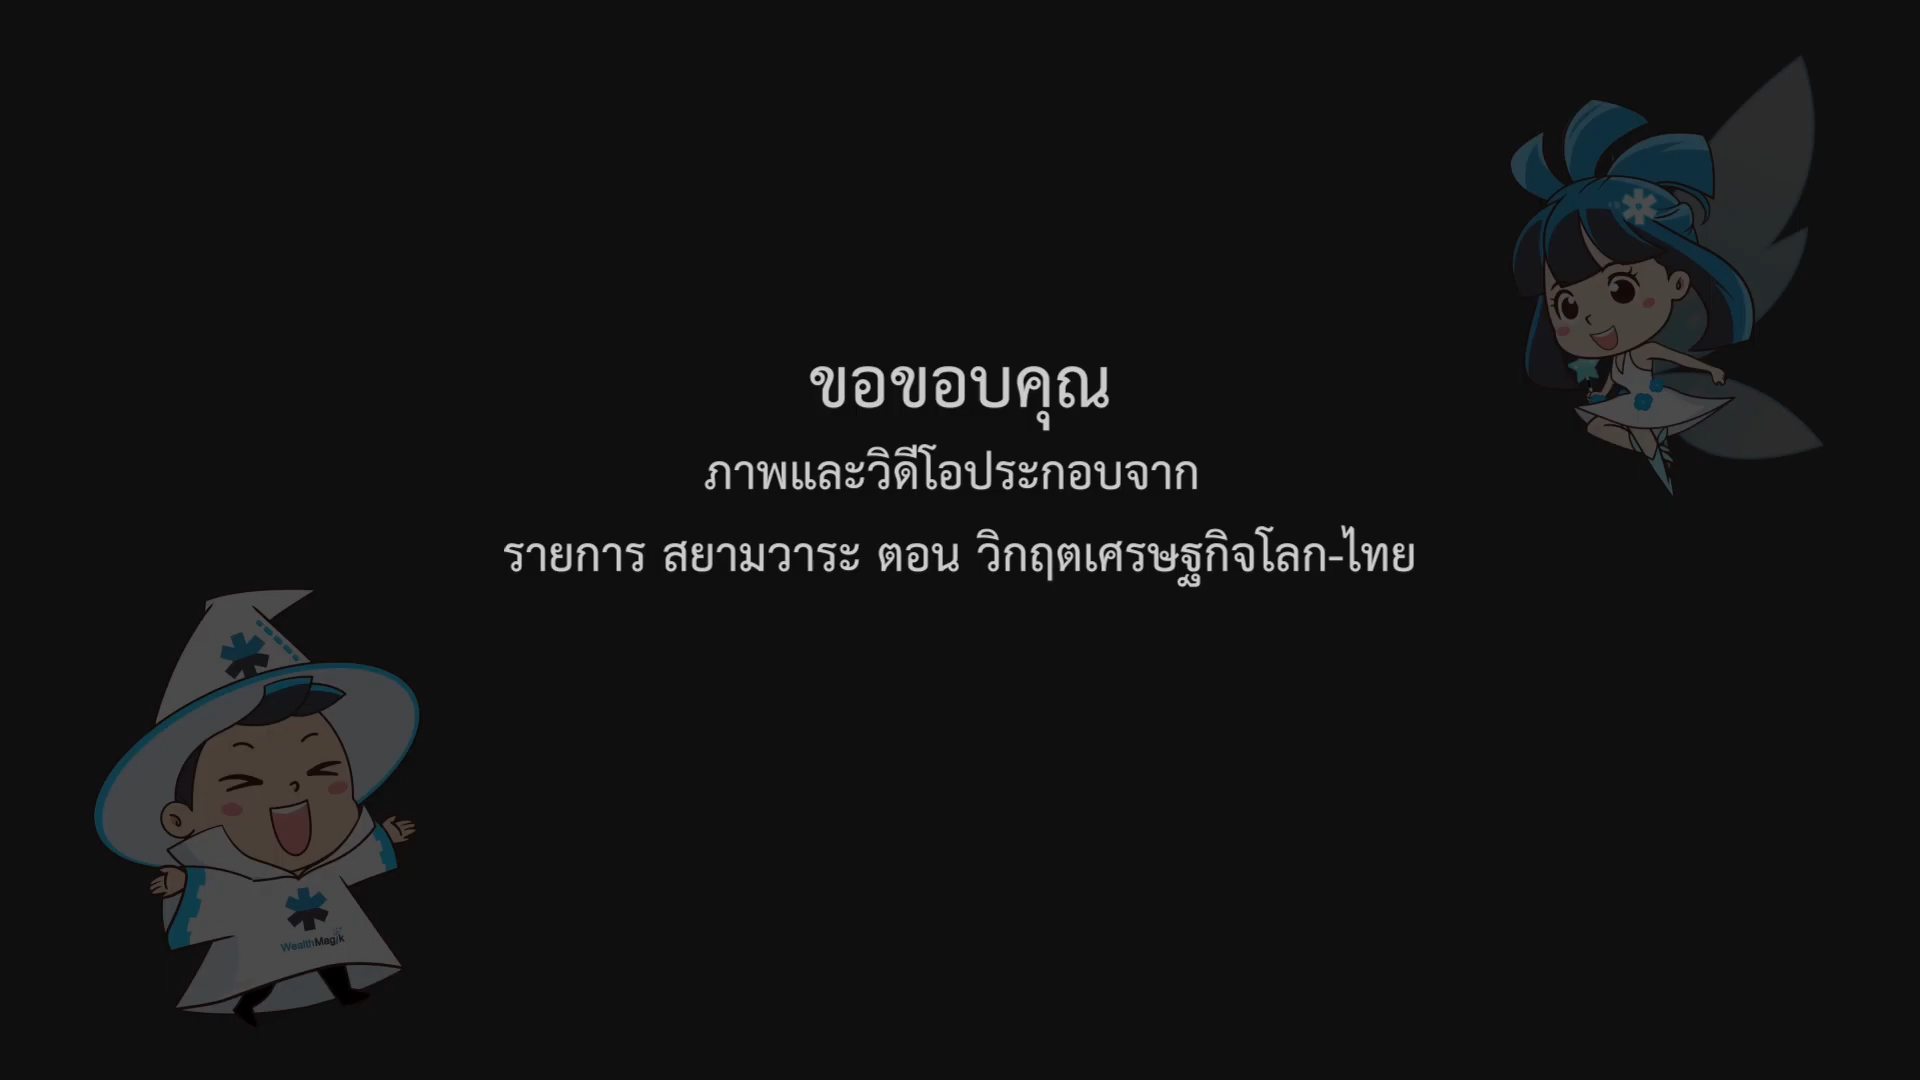 ขอขอบคุณ
ภาพและวิดีโอประกอบจาก
รายการ สยามวาระ ตอน วิกฤตเศรษฐกิจโลก-ไทย
WealthMagik